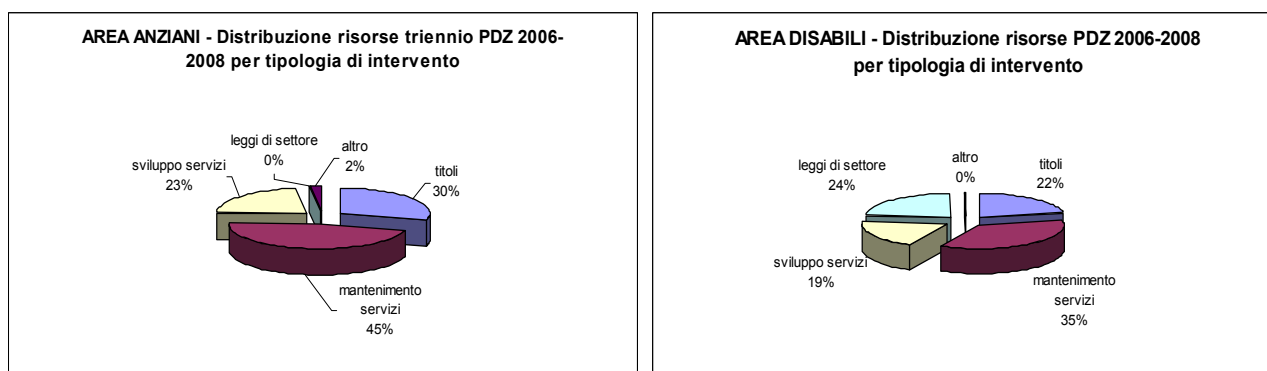 AREA ANZIANI - Distribuzione risorse triennio PDZ 2006-
2008 per tipologia di intervento
leggi di settore
0%
altro
2%
sviluppo servizi
23%
titoli
30%
mantenimento
servizi
45%
AREA DISABILI - Distribuzione risorse PDZ 2006-2008
per tipologia di intervento
leggi di settore
24%
altro
0%
titoli
22%
sviluppo servizi
19%
mantenimento
servizi
35%